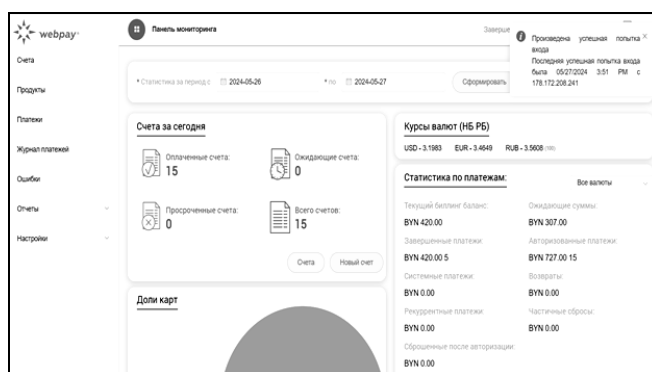 webpay
Панель мониторинга
Заверше
Произведена успешная попытка
входа
Последняя успешная попытка входа
была 05/27/2024 3:51 PM с
178.172.208.241
Счета
Продукты
Платежи
Журнал платежей
Ошибки
Отчеты
Настройки
* Статистика за период с 2024-05-26 * по 2024-05-27 Сформировать
Счета за сегодня
Оплаченные счета:
15
Ожидающие счета:
0
Просроченные счета:
0
Всего счетов:
15
Счета Новый счет
Доли карт
Курсы валют (НБ РБ)
USD - 3.1983 EUR - 3.4649 RUB - 3.5608 (100)
Статистика по платежам: Все валюты
Текущий биллинг баланс: Ожидающие суммы:
BYN 420.00 BYN 307.00
Завершенные платежи: Авторизованные платежи:
BYN 420.00 5 BYN 727.00 15
Системные платежи: Возвраты:
BYN 0.00 BYN 0.00
Рекуррентные платежи: Частичные сбросы:
BYN 0.00 BYN 0.00
Сброшенные после авторизации:
BYN 0.00